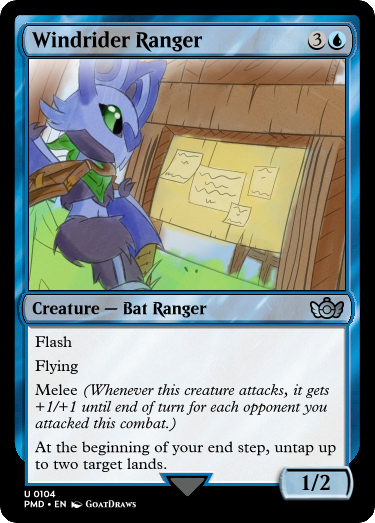 Windrider Ranger 3
Creature — Bat Ranger
Flash
Flying
Melee (Whenever this creature attacks, it gets
+1/+1 until end of turn for each opponent you
attacked this combat.)
At the beginning of your end step, untap up
to two target lands.
1/2
U 0104
PMD • EN GoatDraws